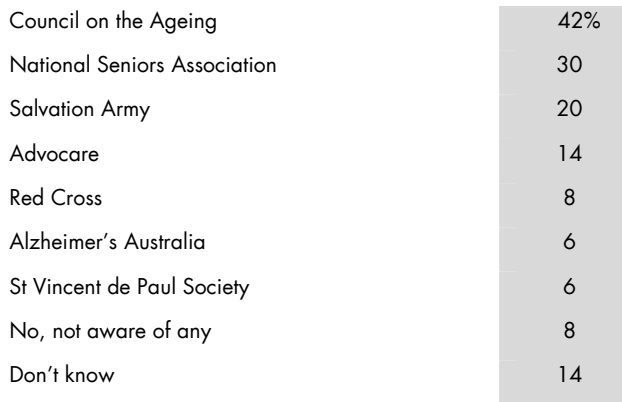 Council on the Ageing 42%
National Seniors Association 30
Salvation Army 20
Advocare 14
Red Cross 8
Alzheimer’s Australia 6
St Vincent de Paul Society 6
No, not aware of any 8
Don’t know 14